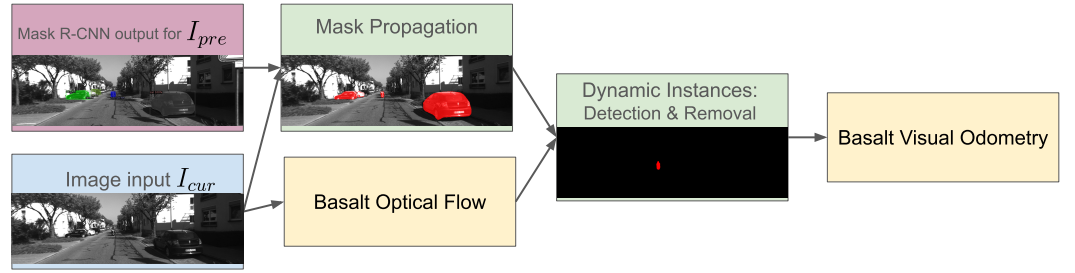 Mask R-CNN output for I_pre
Mask Propagation
Dynamic Instances:
Detection & Removal
Basalt Visual Odometry
Image input I_cur
Basalt Optical Flow